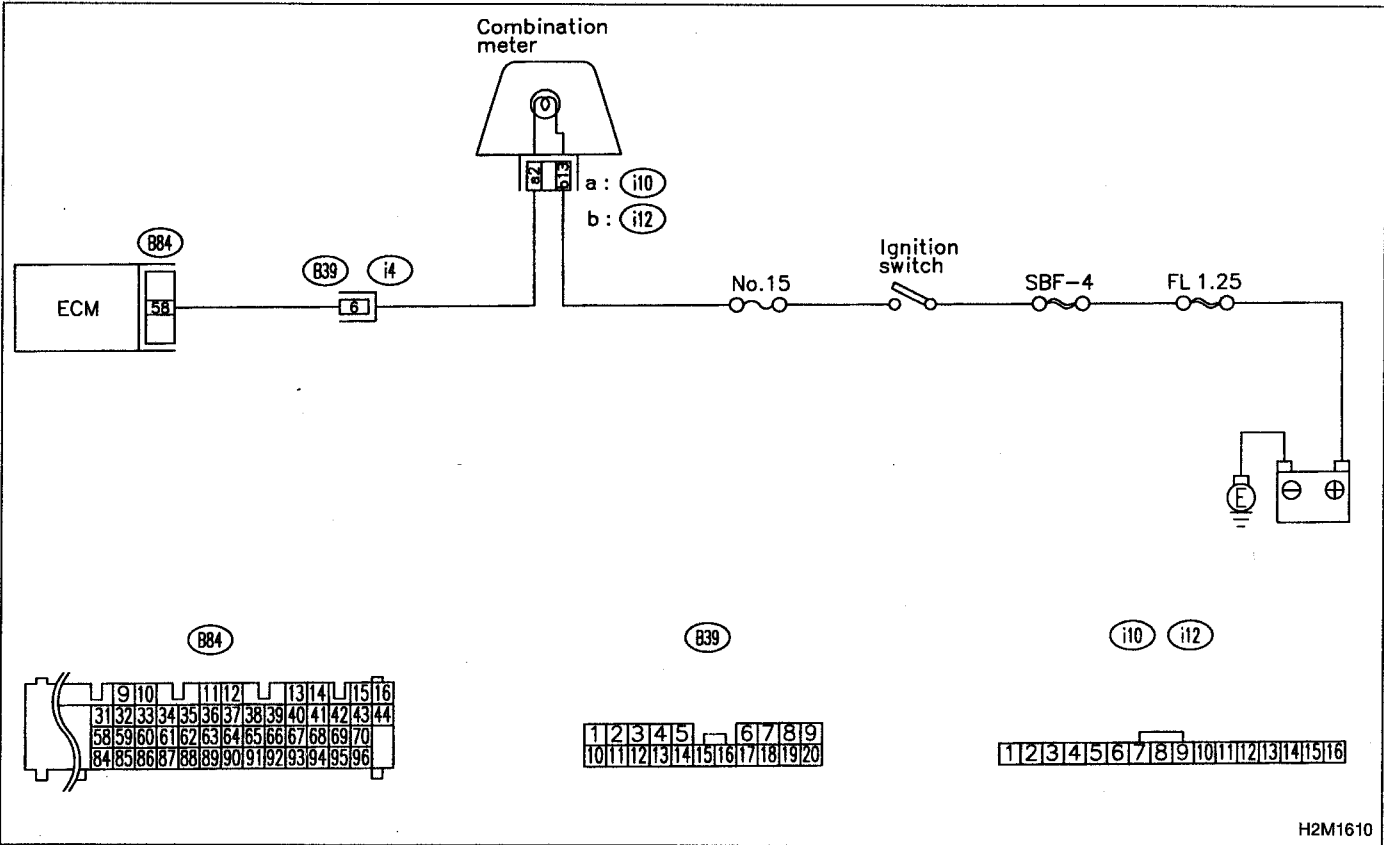 Combination
meter
a2 b13
a : i10
b : i12
B84
ECM
58
B39 i4
6
No.15
Ignition
switch
SBF-4
FL 1.25
E
⊖ ⊕
B84
9 10 11 12 13 14 15 16
31 32 33 34 35 36 37 38 39 40 41 42 43 44
58 59 60 61 62 63 64 65 66 67 68 69 70
84 85 86 87 88 89 90 91 92 93 94 95 96
B39
1 2 3 4 5 6 7 8 9
10 11 12 13 14 15 16 17 18 19 20
i10 i12
1 2 3 4 5 6 7 8 9 10 11 12 13 14 15 16
H2M1610